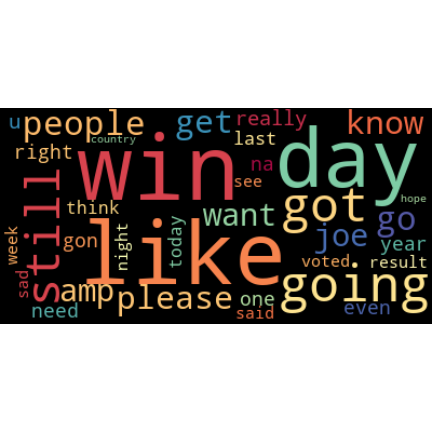 u people get really know
country
right win last day
na
see
still think want got hope
week gon night today joe go
like year
voted result
sad amp please one going
need said even